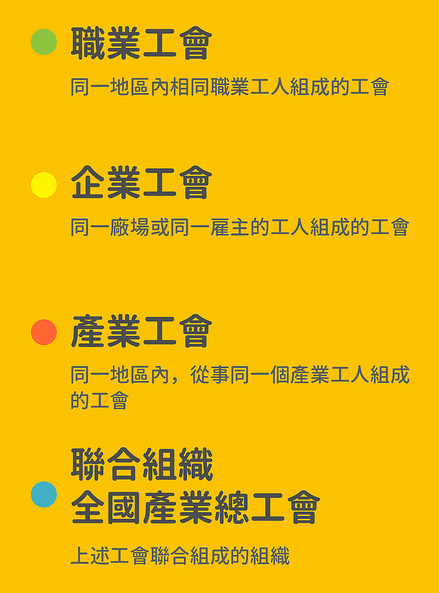 職業工會
同一地區內相同職業工人組成的工會
企業工會
同一廠場或同一雇主的工人組成的工會
產業工會
同一地區內，從事同一個產業工人組成
的工會
聯合組織
全國產業總工會
上述工會聯合組成的組織